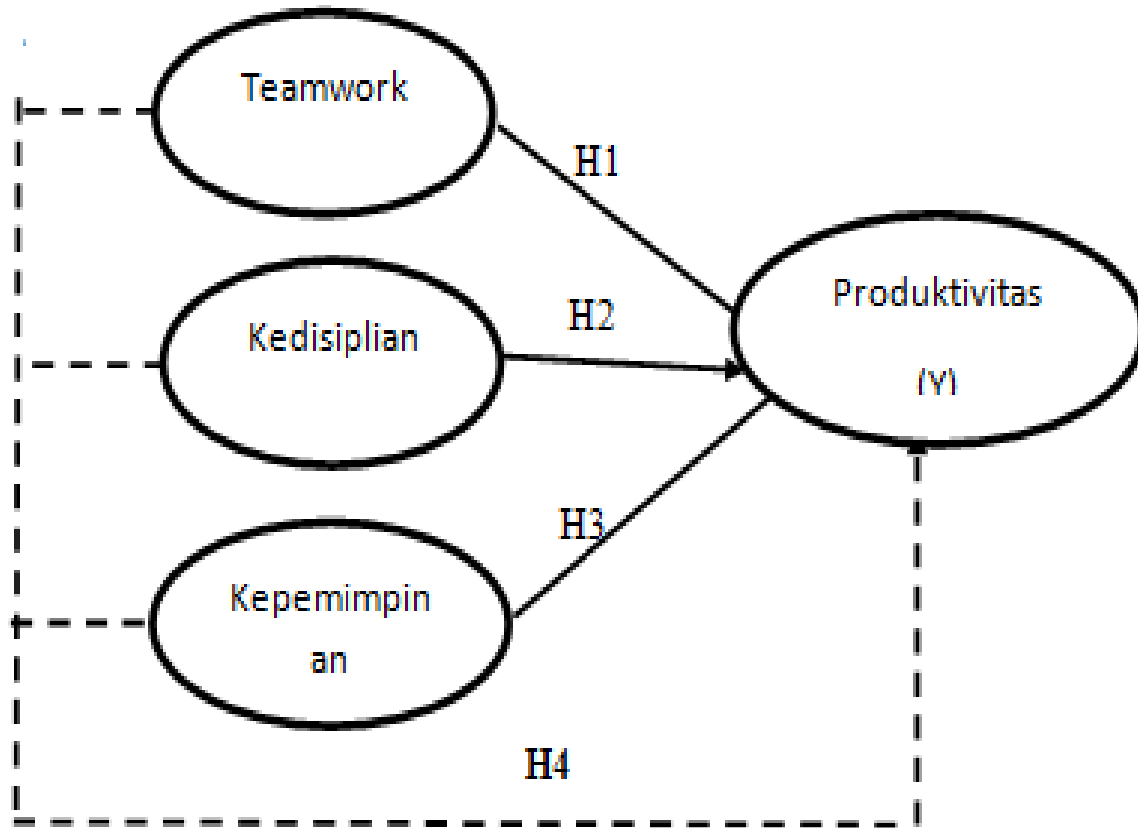 Teamwork
H1
Produktivitas
(Y)
H2
Kedisiplian
H3
Kepemimpin
an
H4